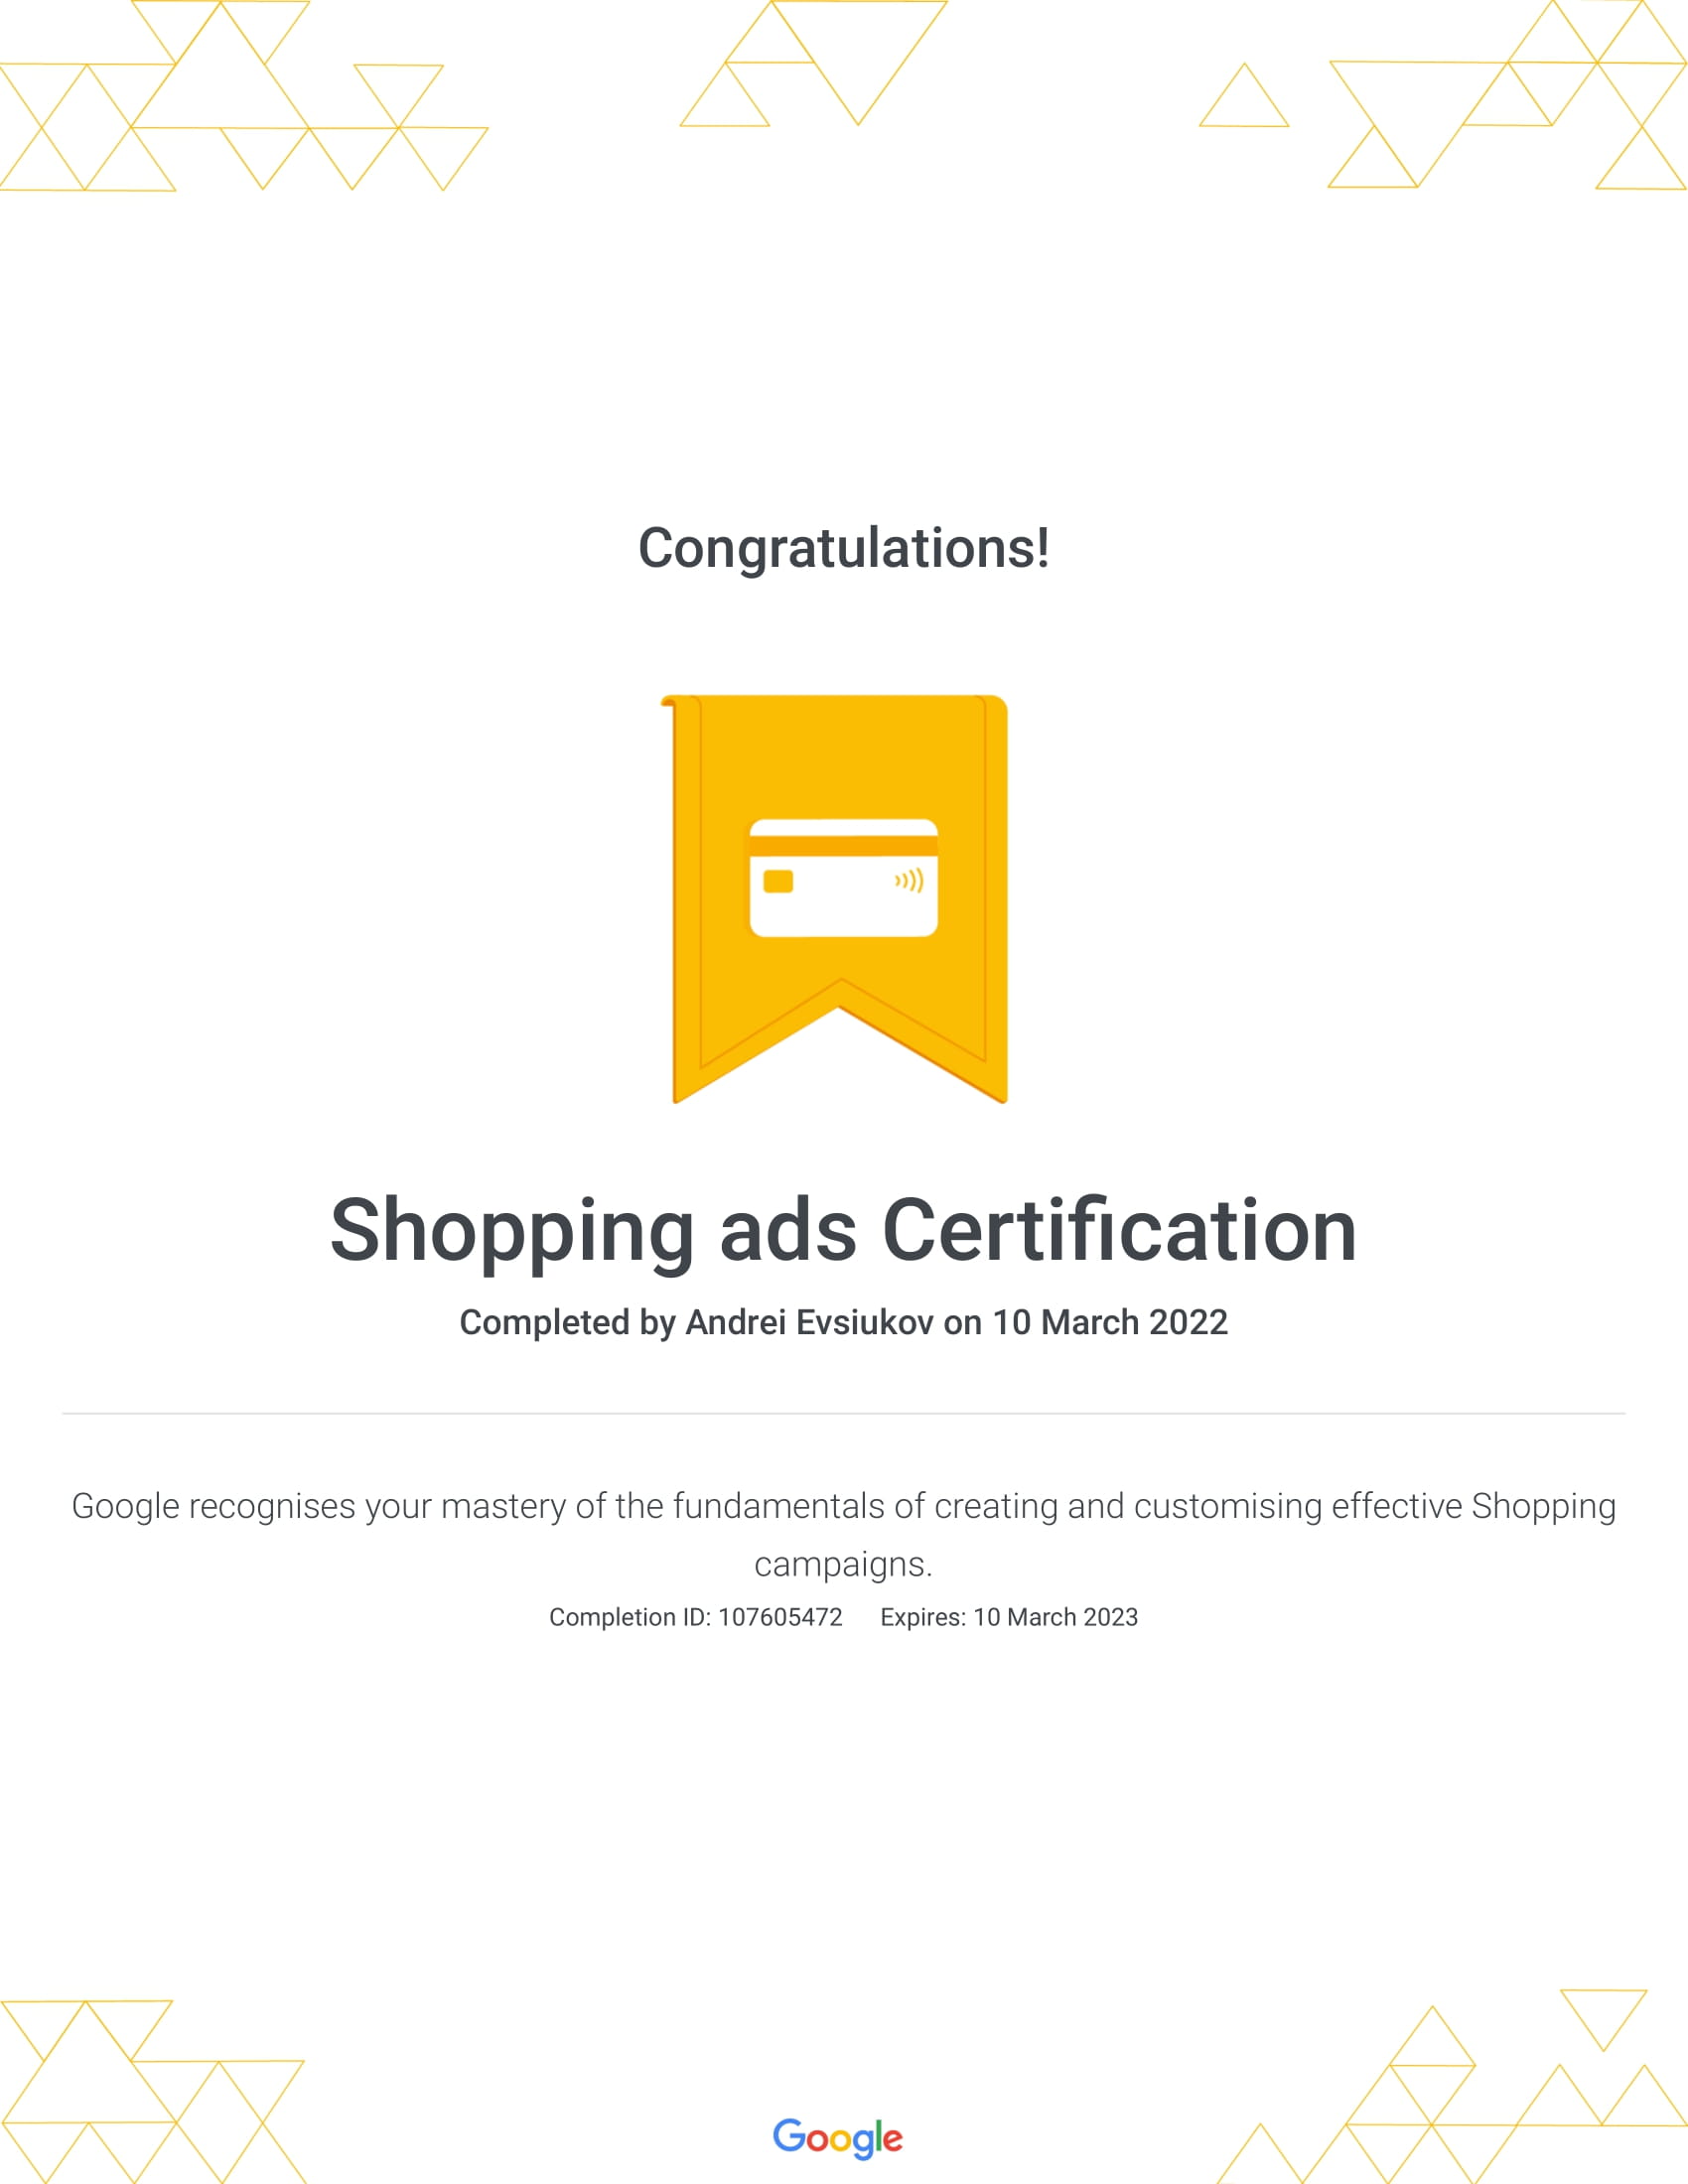 Congratulations!
Shopping ads Certification
Completed by Andrei Evsiukov on 10 March 2022
Google recognises your mastery of the fundamentals of creating and customising effective Shopping
campaigns.
Completion ID: 107605472 Expires: 10 March 2023
Google